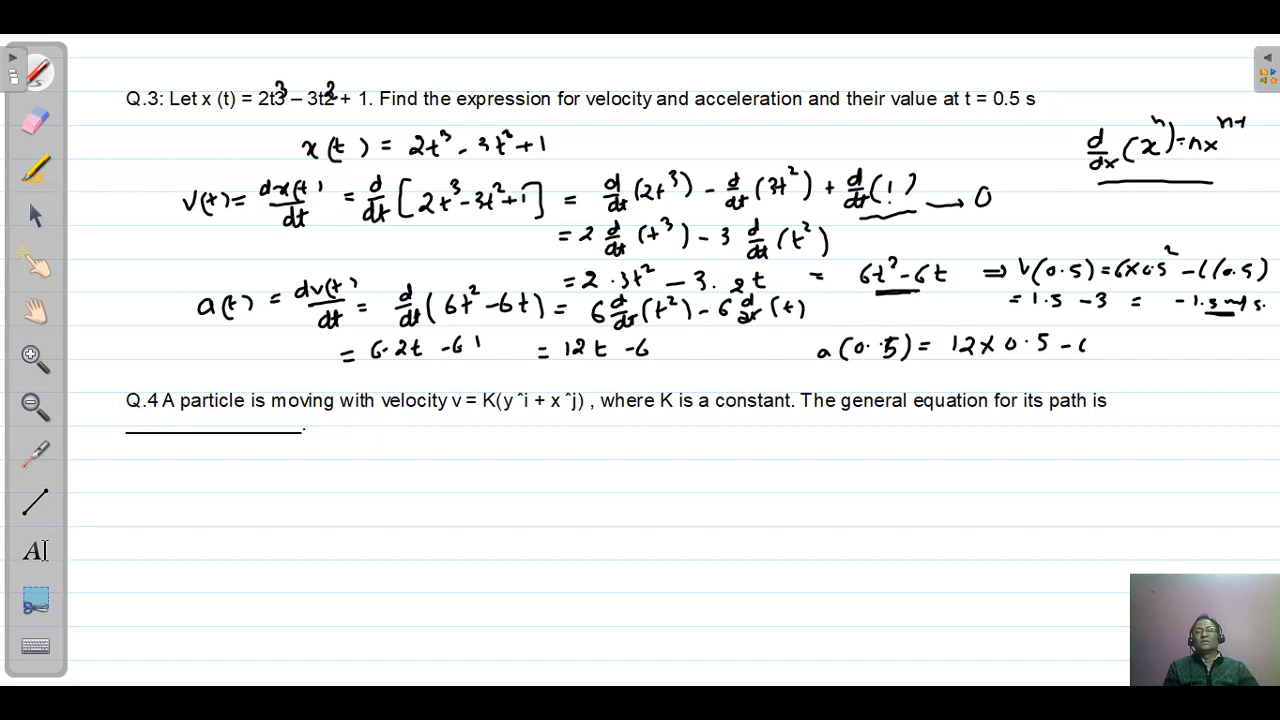 Q.3: Let x (t) = 2t3 – 3t2 + 1. Find the expression for velocity and acceleration and their value at t = 0.5 s
x(t) = 2t³ - 3t² + 1
d/dx (xⁿ) = nxⁿ⁻¹
v(t) = dx(t)/dt = d/dt [2t³ - 3t² + 1] = d/dt (2t³) - d/dt (3t²) + d/dt (1) → 0
= 2 d/dt (t³) - 3 d/dt (t²)
= 2·3t² - 3·2t = 6t² - 6t ⇒ v(0.5) = 6×0.5² - 6(0.5)
= 1.5 - 3 = -1.5 m/s.
a(t) = dv(t)/dt = d/dt (6t² - 6t) = 6 d/dt (t²) - 6 d/dt (t)
= 6·2t - 6·1 = 12t - 6 a(0.5) = 12×0.5 - 6
Q.4 A particle is moving with velocity v = K(y ˆi + x ˆj) , where K is a constant. The general equation for its path is
________________.
A